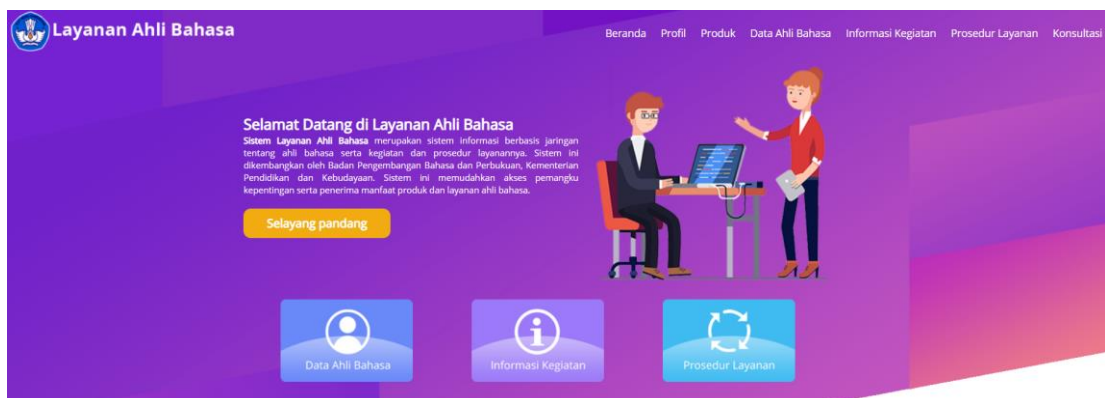 Layanan Ahli Bahasa
Beranda Profil Produk Data Ahli Bahasa Informasi Kegiatan Prosedur Layanan Konsultasi
Selamat Datang di Layanan Ahli Bahasa
Sistem Layanan Ahli Bahasa merupakan sistem informasi berbasis jaringan
tentang ahli bahasa serta kegiatan dan prosedur layanannya. Sistem ini
dikembangkan oleh Badan Pengembangan Bahasa dan Perbukuan, Kementerian
Pendidikan dan Kebudayaan. Sistem ini memudahkan akses pemangku
kepentingan serta penerima manfaat produk dan layanan ahli bahasa.
Selayang pandang
Data Ahli Bahasa
Informasi Kegiatan
Prosedur Layanan